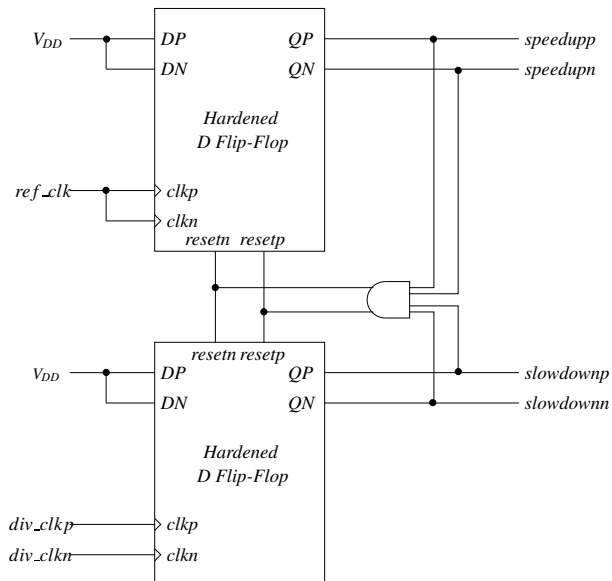 V_DD DP QP speedupp
DN QN speedupn
Hardened
D Flip-Flop
ref_clk clkp
clkn
resetn resetp
resetn resetp
V_DD DP QP slowdownp
DN QN slowdownn
Hardened
D Flip-Flop
div_clkp clkp
div_clkn clkn